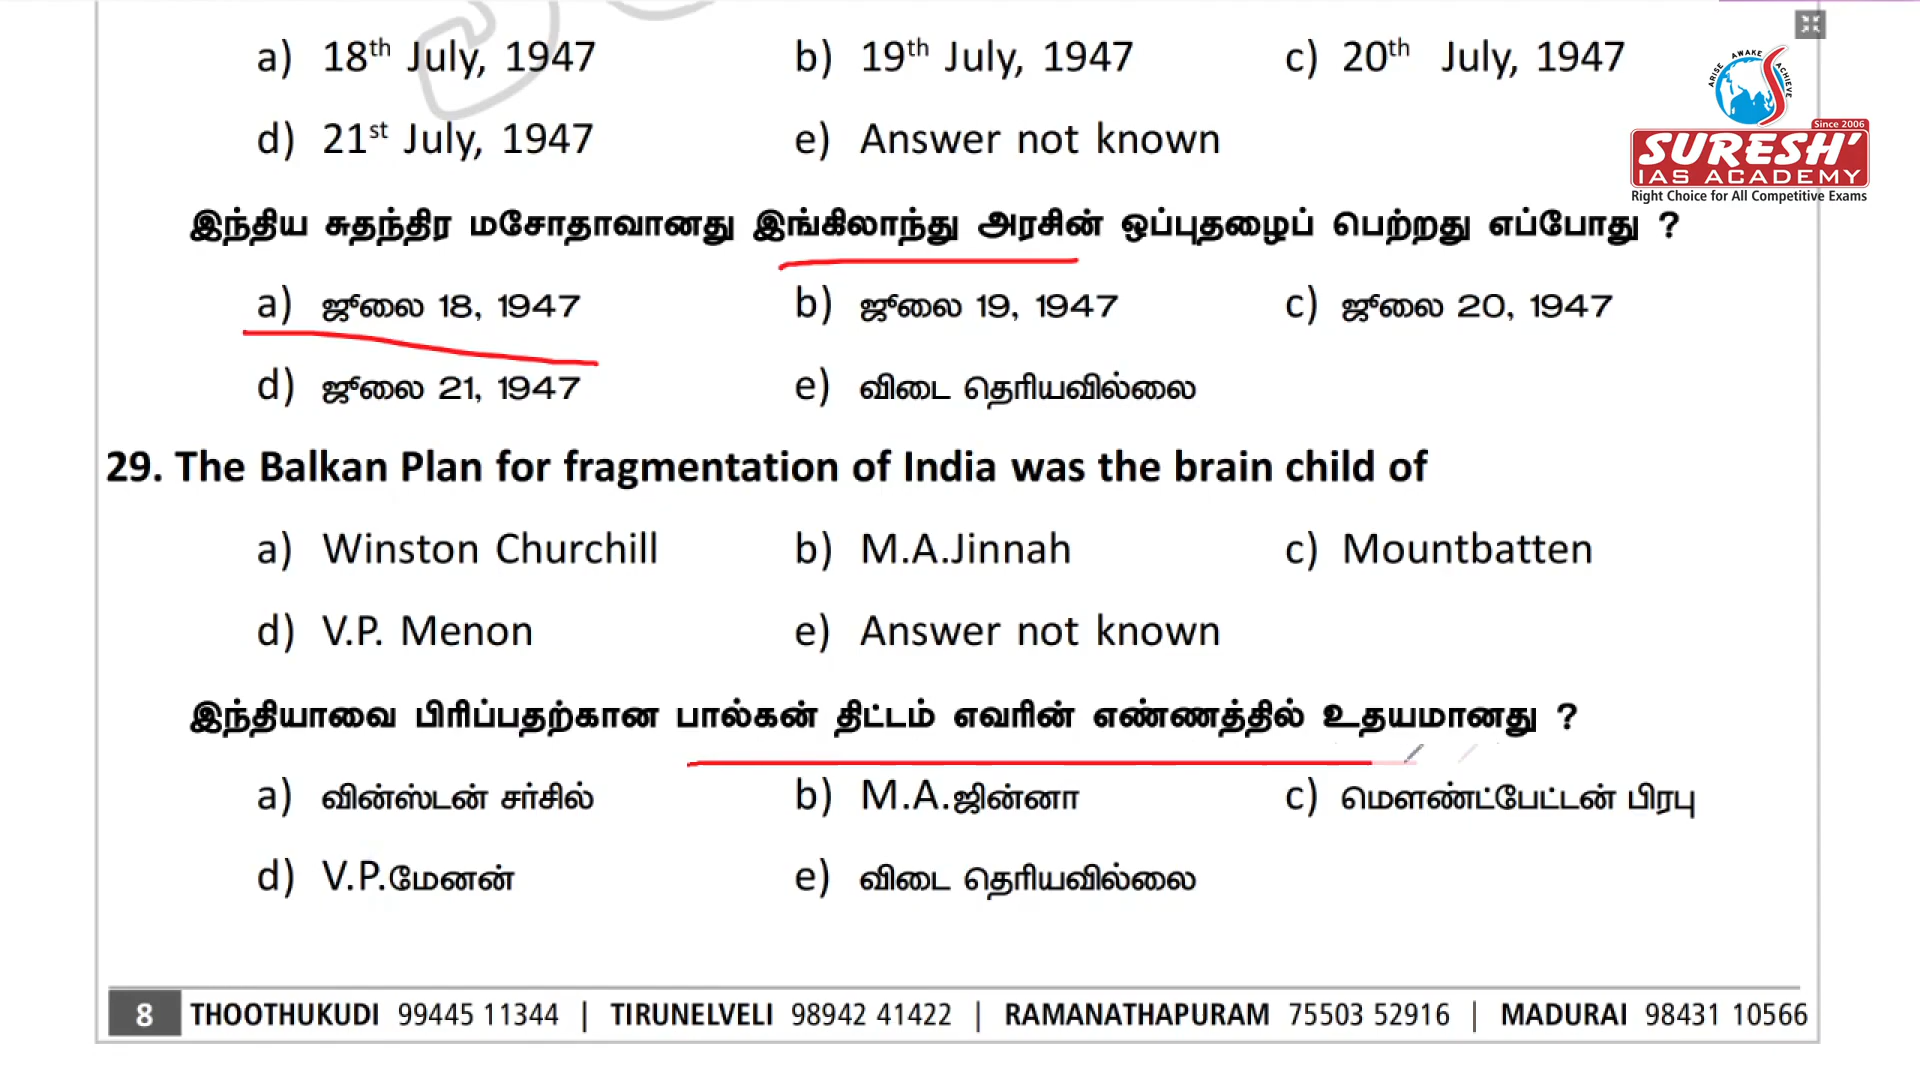 a) 18th July, 1947 b) 19th July, 1947 c) 20th July, 1947
d) 21st July, 1947 e) Answer not known
இந்திய சுதந்திர மசோதாவானது இங்கிலாந்து அரசின் ஒப்புதழைப் பெற்றது எப்போது ?
a) ஜூலை 18, 1947 b) ஜூலை 19, 1947 c) ஜூலை 20, 1947
d) ஜூலை 21, 1947 e) விடை தெரியவில்லை
29. The Balkan Plan for fragmentation of India was the brain child of
a) Winston Churchill b) M.A.Jinnah c) Mountbatten
d) V.P. Menon e) Answer not known
இந்தியாவை பிரிப்பதற்கான பால்கன் திட்டம் எவரின் எண்ணத்தில் உதயமானது ?
a) வின்ஸ்டன் சர்சில் b) M.A.ஜின்னா c) மௌண்ட்பேட்டன் பிரபு
d) V.P.மேனன் e) விடை தெரியவில்லை
8 THOOTHUKUDI 99445 11344 | TIRUNELVELI 98942 41422 | RAMANATHAPURAM 75503 52916 | MADURAI 98431 10566
ARISE AWAKE ACHIEVE
Since 2006
SURESH'
IAS ACADEMY
Right Choice for All Competitive Exams